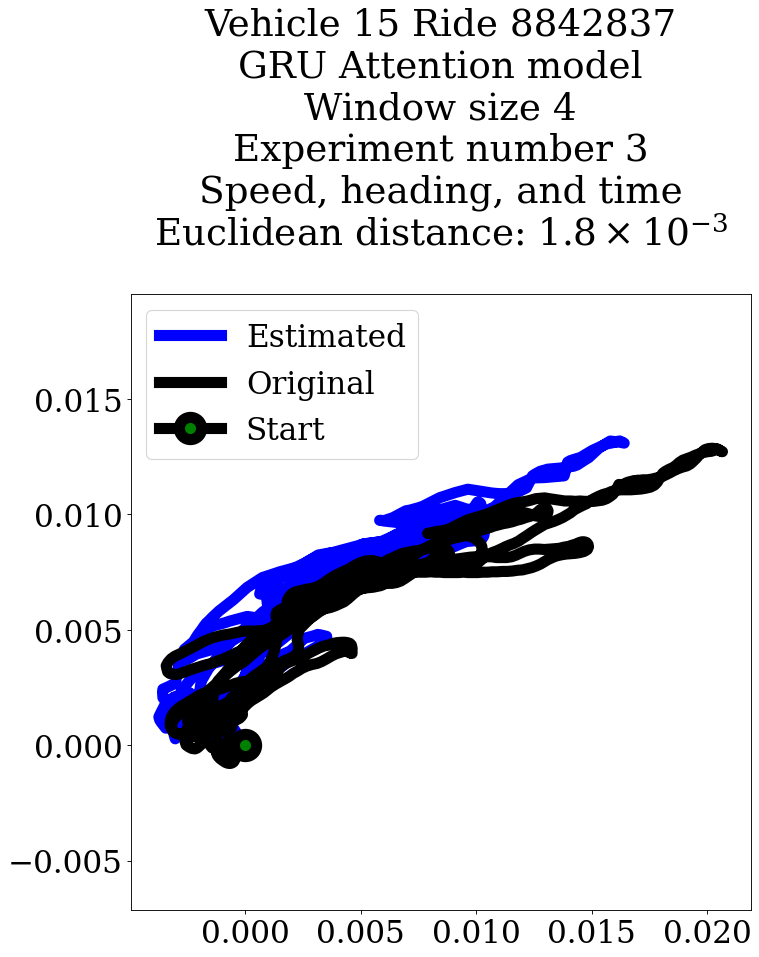 Vehicle 15 Ride 8842837
GRU Attention model
Window size 4
Experiment number 3
Speed, heading, and time
Euclidean distance: 1.8 × 10⁻³
Estimated
Original
Start
0.015
0.010
0.005
0.000
−0.005
0.000 0.005 0.010 0.015 0.020